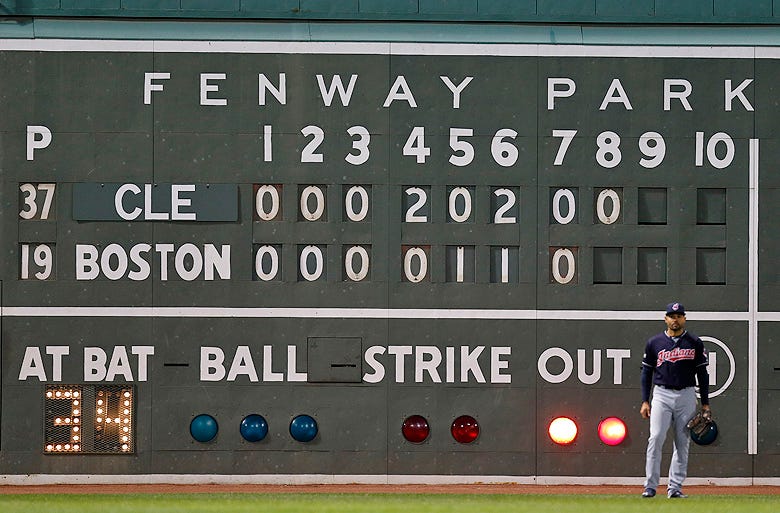 FENWAY PARK
P 1 2 3 4 5 6 7 8 9 10
37 CLE 0 0 0 2 0 2 0 0
19 BOSTON 0 0 0 0 1 1 0
AT BAT BALL STRIKE OUT H
34
Indians